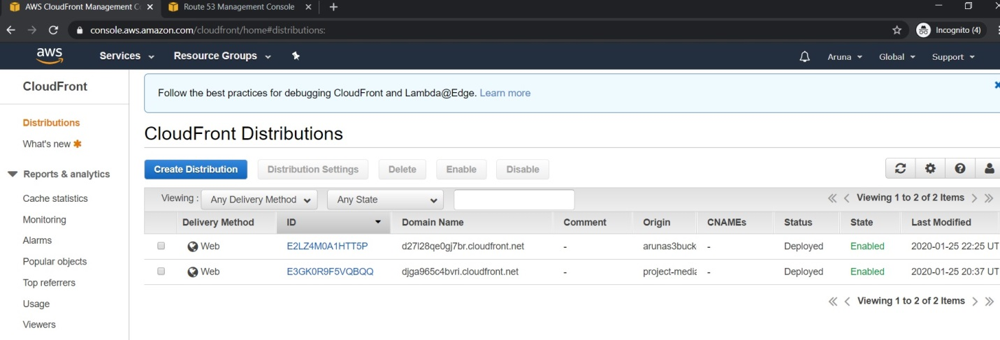 AWS CloudFront Management C
Route 53 Management Console
console.aws.amazon.com/cloudfront/home#distributions:
Incognito (4)
aws
Services
Resource Groups
Aruna
Global
Support
CloudFront
Follow the best practices for debugging CloudFront and Lambda@Edge. Learn more
Distributions
What's new
CloudFront Distributions
Reports & analytics
Create Distribution
Distribution Settings
Delete
Enable
Disable
Cache statistics
Monitoring
Alarms
Popular objects
Top referrers
Usage
Viewers
Viewing : Any Delivery Method Any State
Viewing 1 to 2 of 2 Items
Delivery Method ID Domain Name Comment Origin CNAMEs Status State Last Modified
Web E2LZ4M0A1HTT5P d27l28qe0gj7br.cloudfront.net - arunas3buck - Deployed Enabled 2020-01-25 22:25 UT
Web E3GK0R9F5VQBQQ djga965c4bvri.cloudfront.net - project-media - Deployed Enabled 2020-01-25 20:37 UT
Viewing 1 to 2 of 2 Items